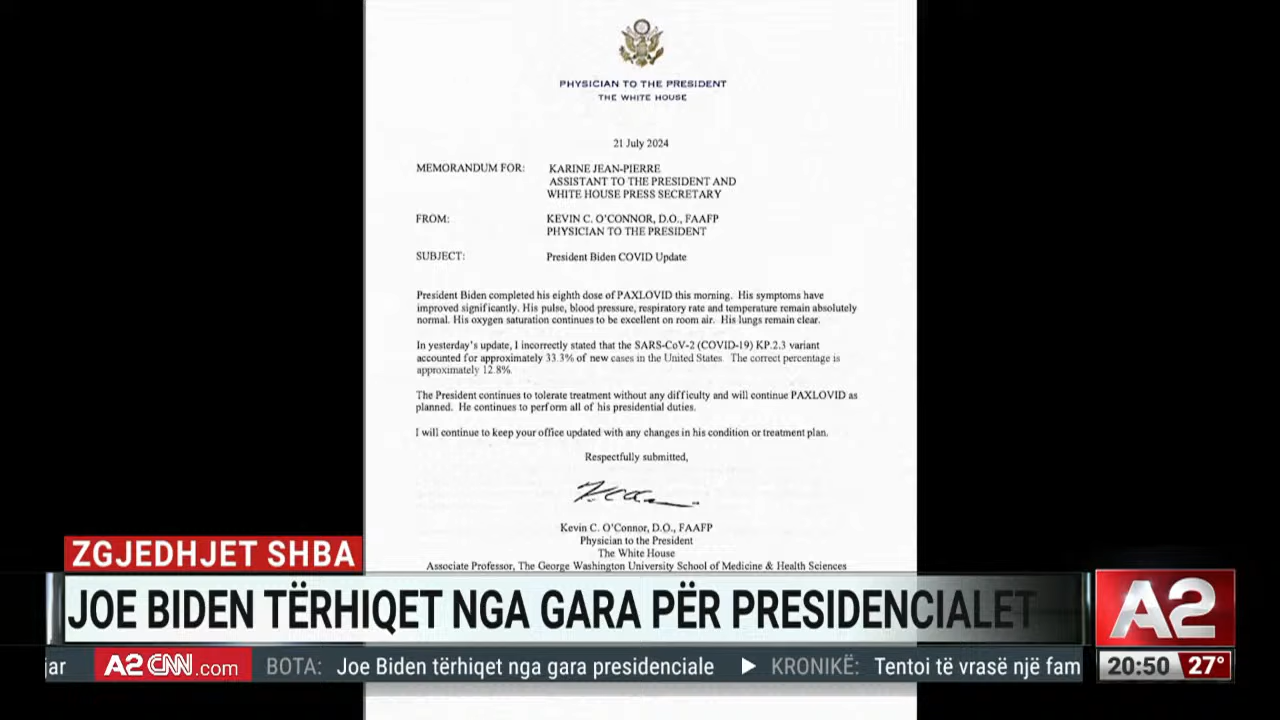 PHYSICIAN TO THE PRESIDENT
THE WHITE HOUSE
21 July 2024
MEMORANDUM FOR: KARINE JEAN-PIERRE
ASSISTANT TO THE PRESIDENT AND
WHITE HOUSE PRESS SECRETARY
FROM: KEVIN C. O'CONNOR, D.O., FAAFP
PHYSICIAN TO THE PRESIDENT
SUBJECT: President Biden COVID Update
President Biden completed his eighth dose of PAXLOVID this morning. His symptoms have
improved significantly. His pulse, blood pressure, respiratory rate and temperature remain absolutely
normal. His oxygen saturation continues to be excellent on room air. His lungs remain clear.
In yesterday's update, I incorrectly stated that the SARS-CoV-2 (COVID-19) KP.2.3 variant
accounted for approximately 33.3% of new cases in the United States. The correct percentage is
approximately 12.8%.
The President continues to tolerate treatment without any difficulty and will continue PAXLOVID as
planned. He continues to perform all of his presidential duties.
I will continue to keep your office updated with any changes in his condition or treatment plan.
Respectfully submitted,
Kevin C. O'Connor, D.O., FAAFP
Physician to the President
The White House
Associate Professor, The George Washington University School of Medicine & Health Sciences
ZGJEDHJET SHBA
JOE BIDEN TËRHIQET NGA GARA PËR PRESIDENCIALET
A2
jar A2 CNN.com BOTA: Joe Biden tërhiqet nga gara presidenciale ▶ KRONIKË: Tentoi të vrasë një fam
20:50 27°